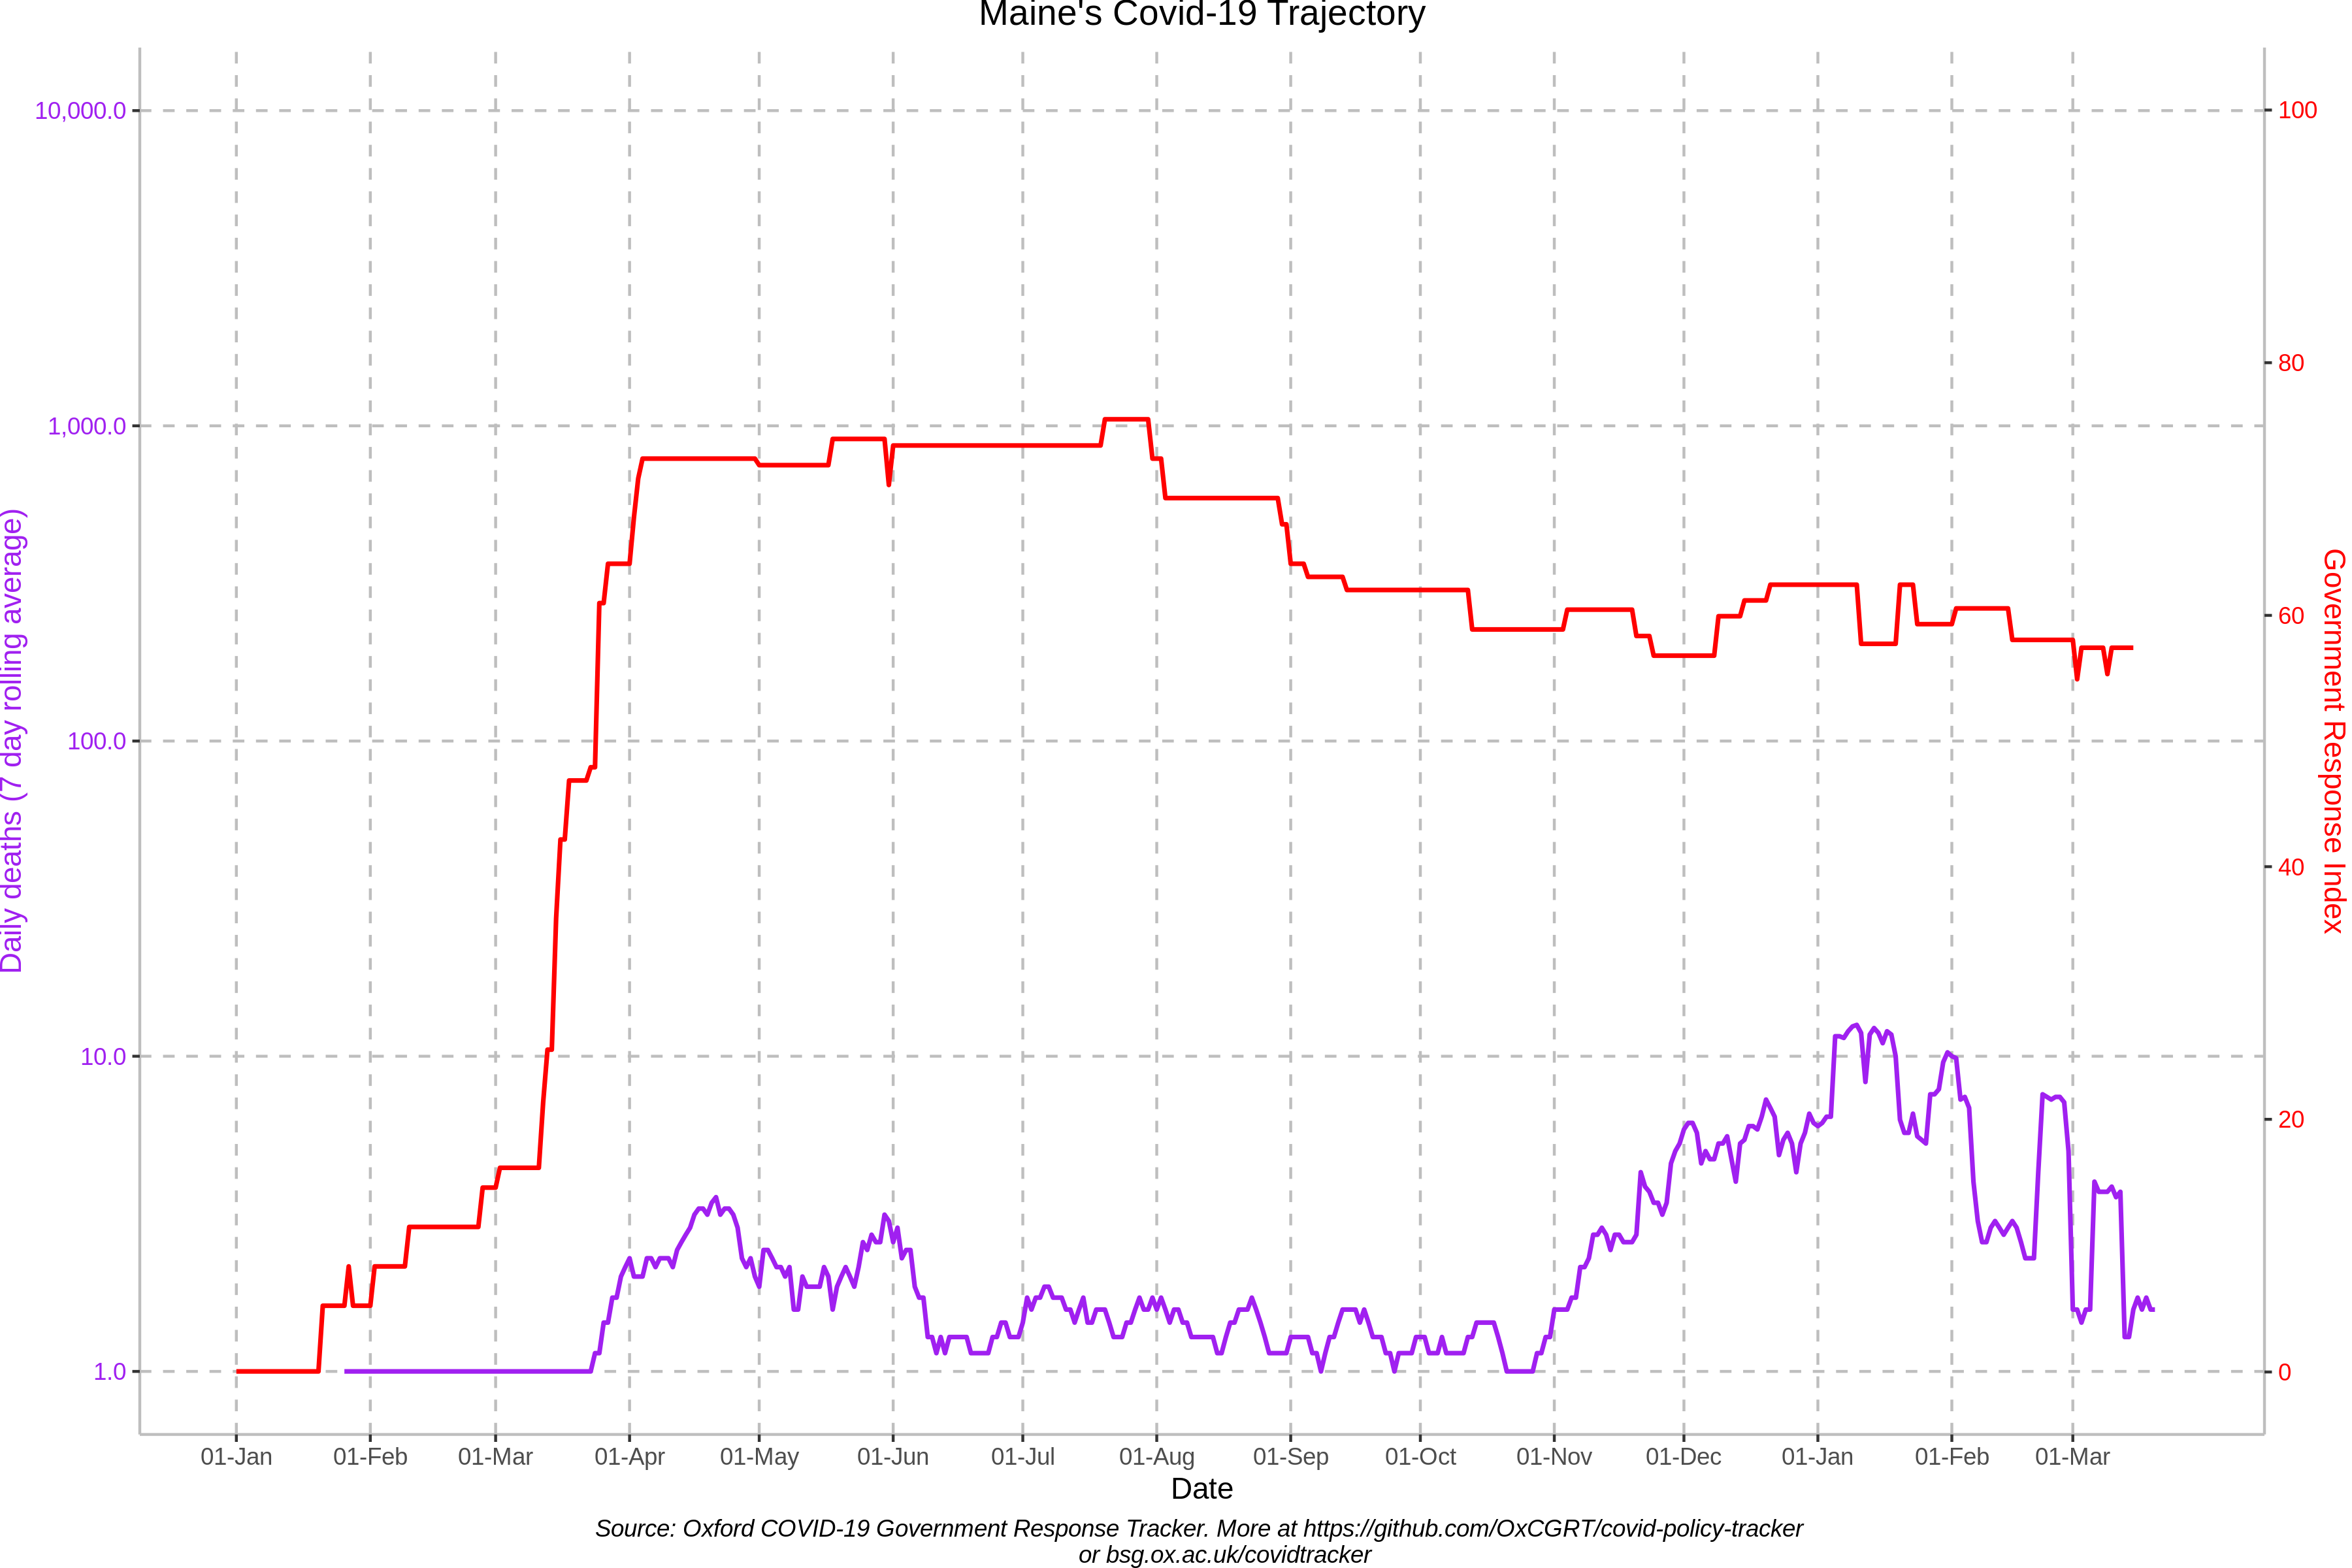 Maine's Covid-19 Trajectory
10,000.0
1,000.0
100.0
10.0
1.0
Daily deaths (7 day rolling average)
100
80
60
40
20
0
Government Response Index
01-Jan 01-Feb 01-Mar 01-Apr 01-May 01-Jun 01-Jul 01-Aug 01-Sep 01-Oct 01-Nov 01-Dec 01-Jan 01-Feb 01-Mar
Date
Source: Oxford COVID-19 Government Response Tracker. More at https://github.com/OxCGRT/covid-policy-tracker
or bsg.ox.ac.uk/covidtracker